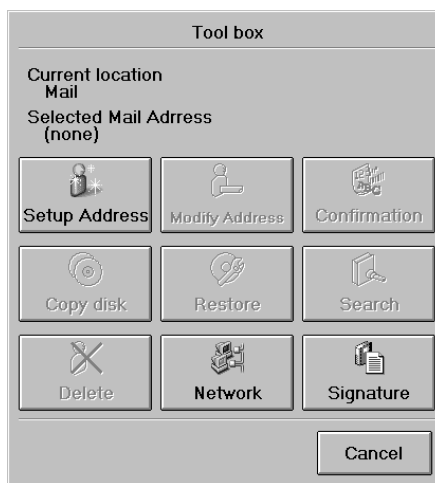 Tool box
Current location
Mail
Selected Mail Adrress
(none)
Setup Address
Modify Address
Confirmation
Copy disk
Restore
Search
Delete
Network
Signature
Cancel